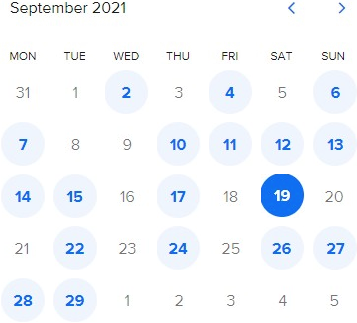 September 2021
MON TUE WED THU FRI SAT SUN
31 1 2 3 4 5 6
7 8 9 10 11 12 13
14 15 16 17 18 19 20
21 22 23 24 25 26 27
28 29 1 2 3 4 5